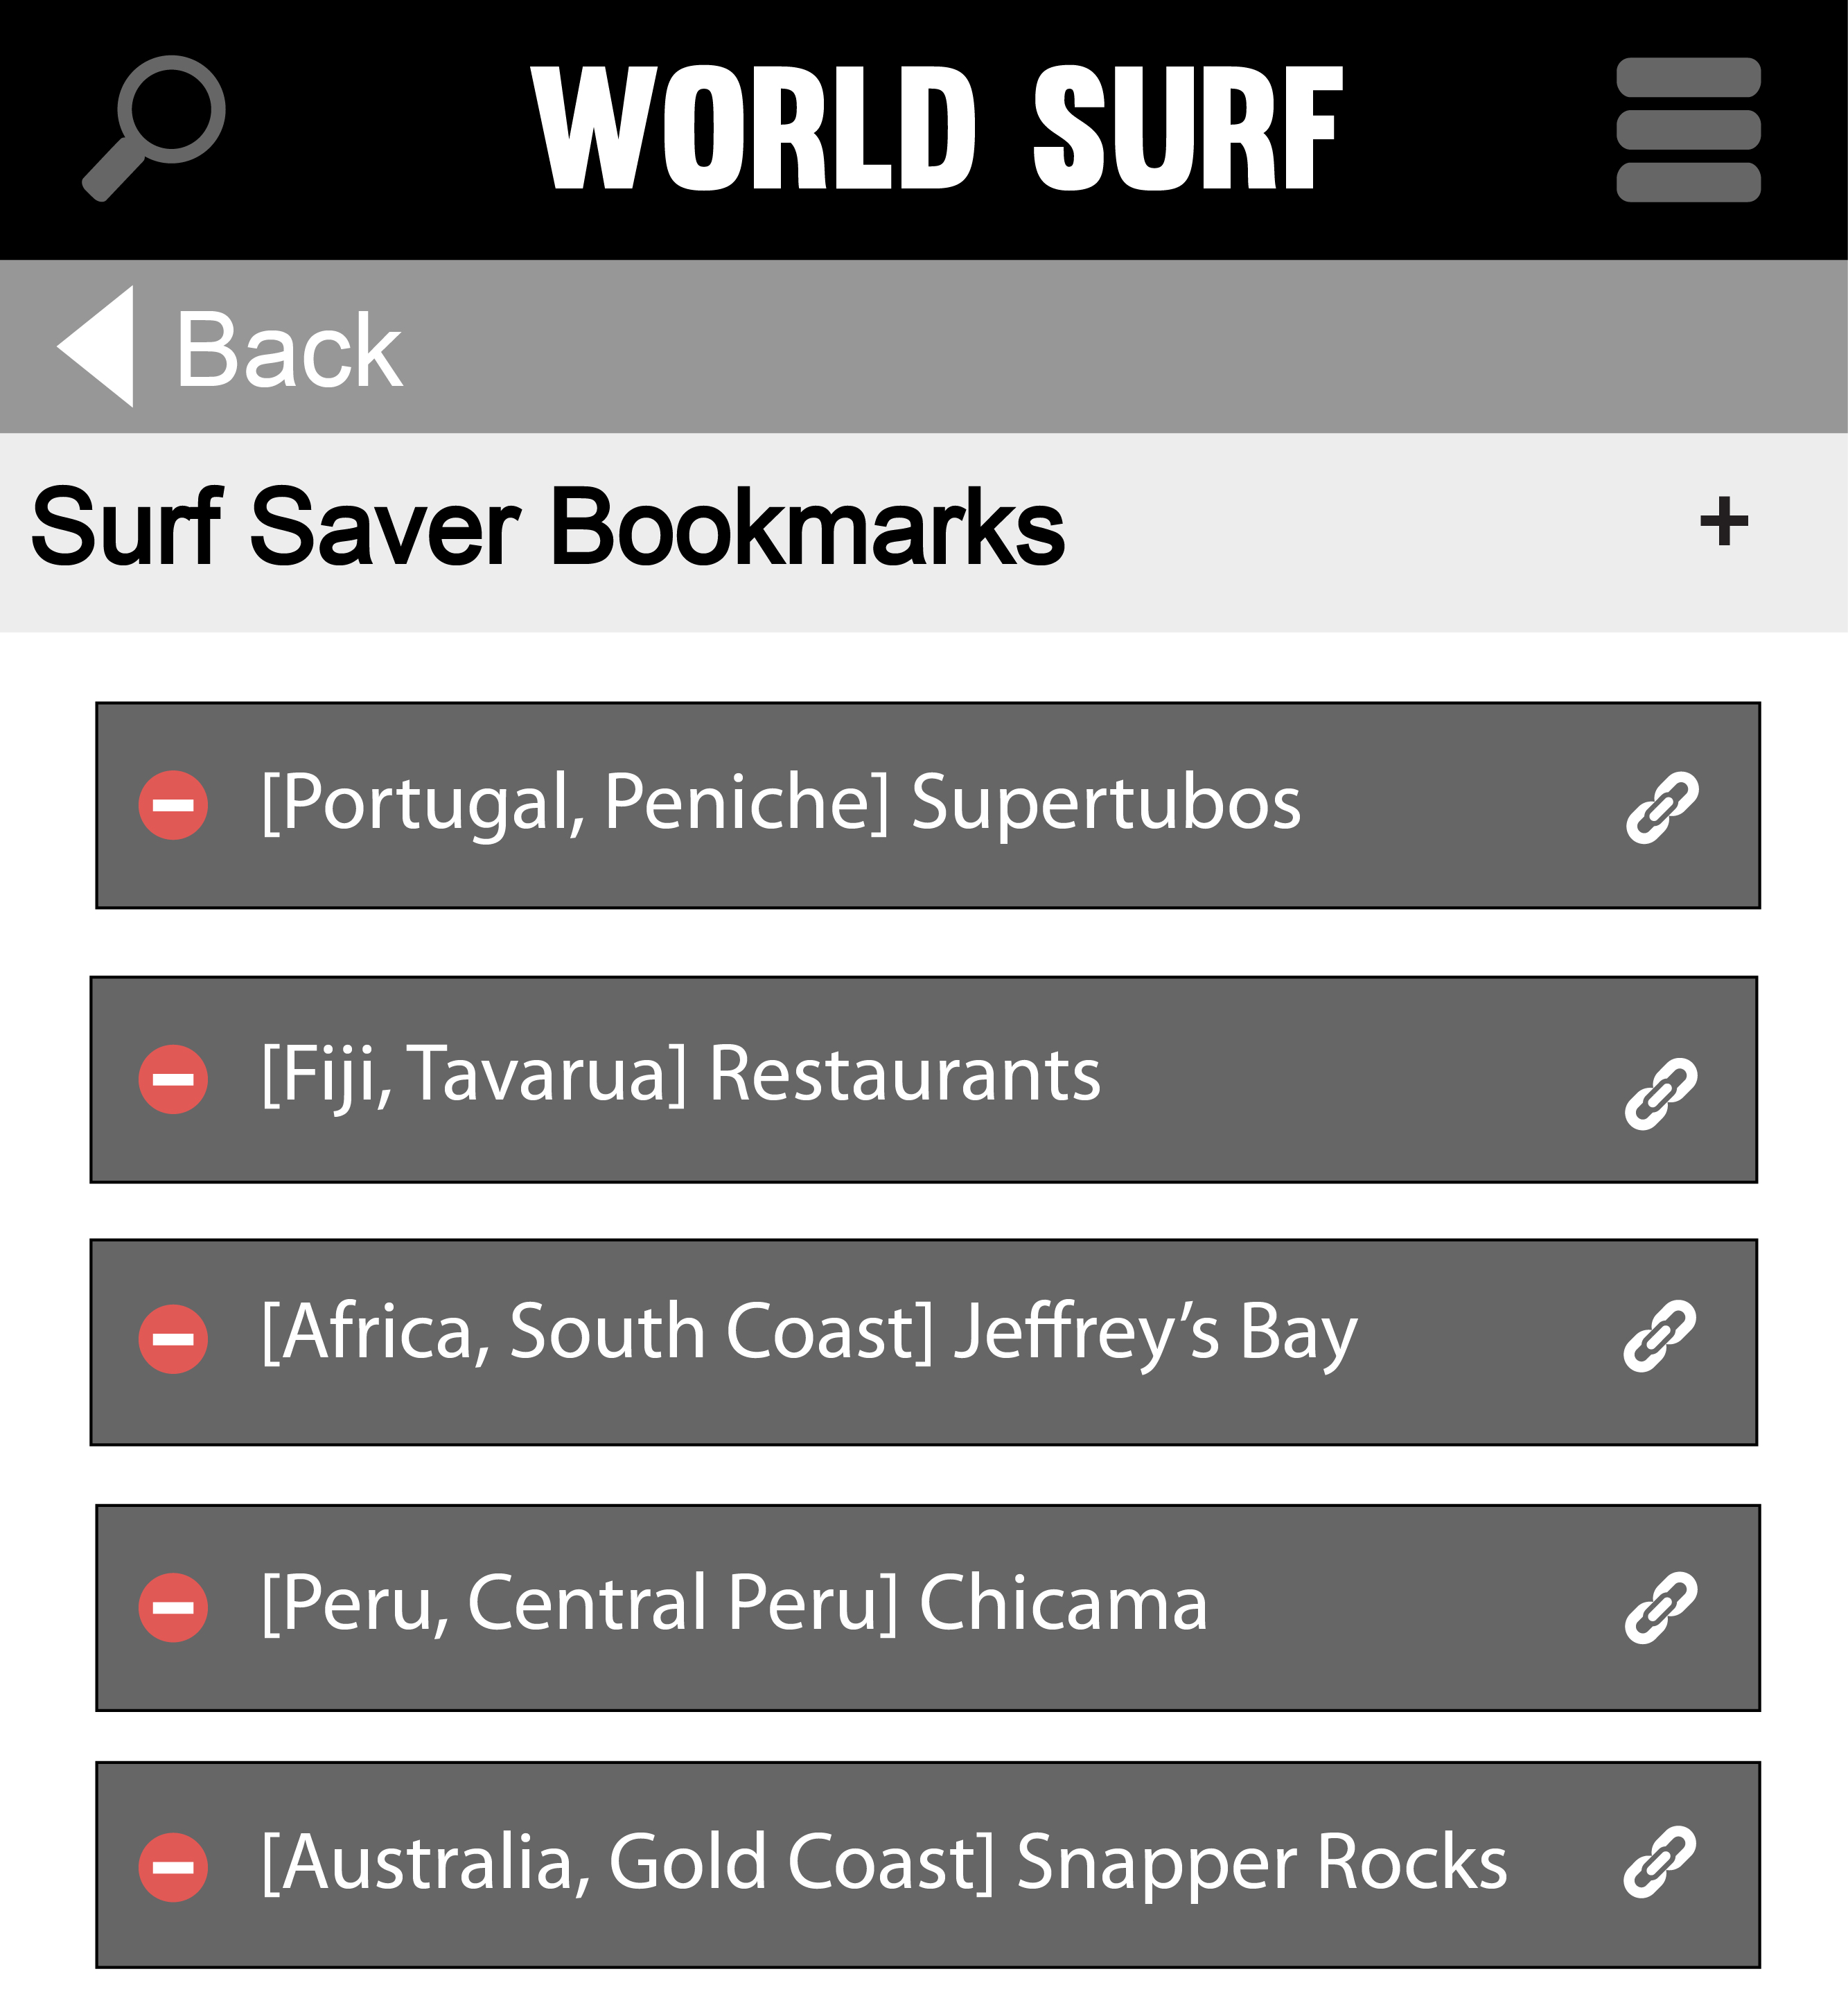 WORLD SURF
Back
Surf Saver Bookmarks +
[Portugal, Peniche] Supertubos
[Fiji, Tavarua] Restaurants
[Africa, South Coast] Jeffrey‘s Bay
[Peru, Central Peru] Chicama
[Australia, Gold Coast] Snapper Rocks